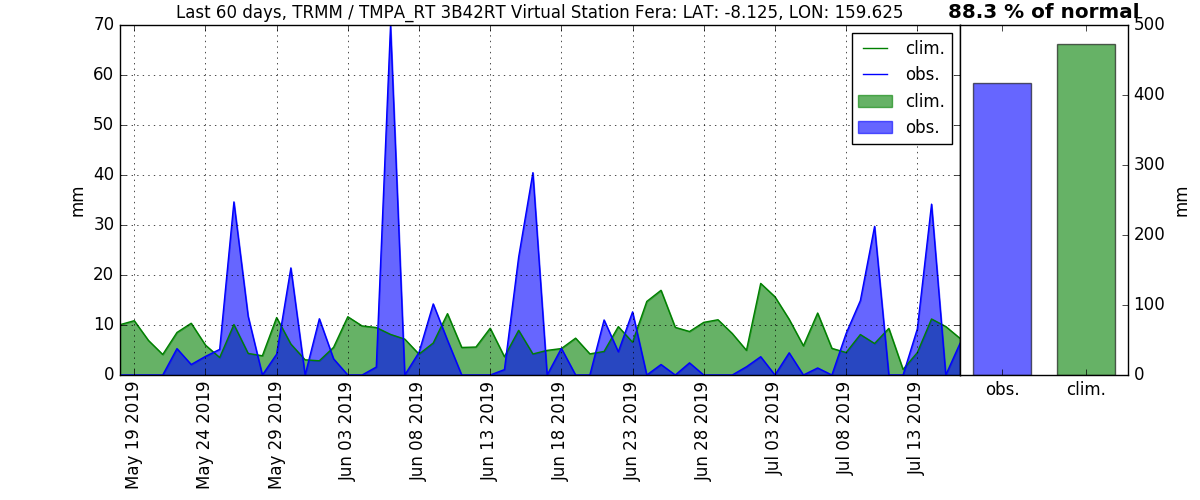 Last 60 days, TRMM / TMPA_RT 3B42RT Virtual Station Fera: LAT: -8.125, LON: 159.625
88.3 % of normal
70
60
50
40
30
20
10
0
mm
clim.
obs.
clim.
obs.
May 19 2019
May 24 2019
May 29 2019
Jun 03 2019
Jun 08 2019
Jun 13 2019
Jun 18 2019
Jun 23 2019
Jun 28 2019
Jul 03 2019
Jul 08 2019
Jul 13 2019
500
400
300
200
100
0
mm
obs.
clim.